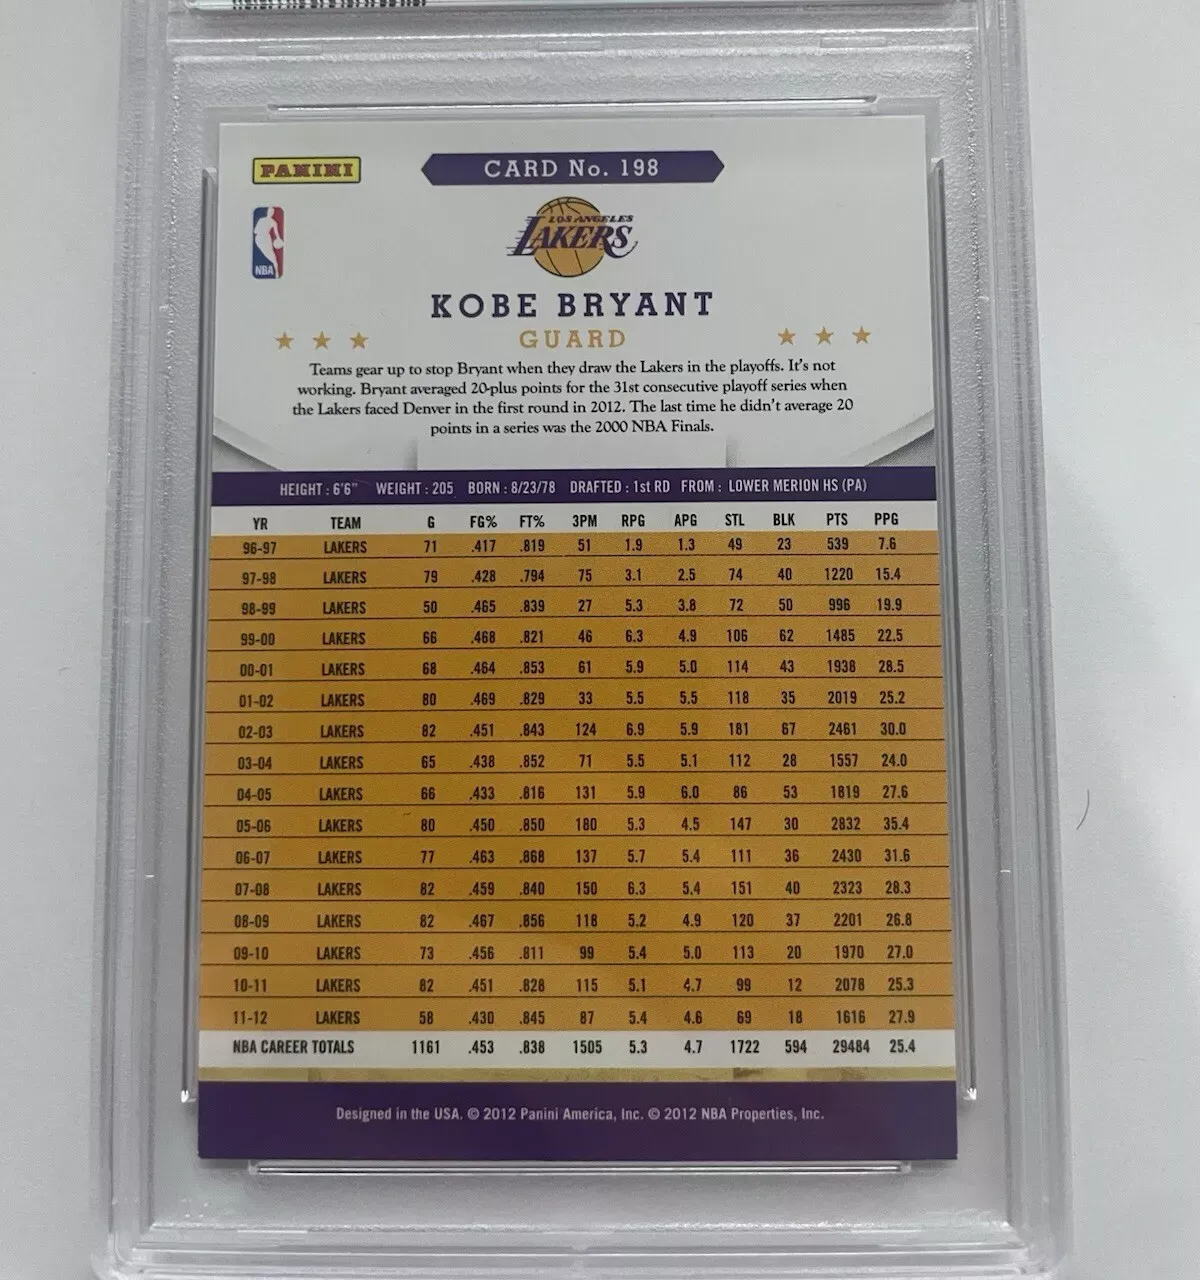 PANINI
CARD No. 198
NBA
LOS ANGELES
LAKERS
KOBE BRYANT
GUARD
Teams gear up to stop Bryant when they draw the Lakers in the playoffs. It's not
working. Bryant averaged 20-plus points for the 31st consecutive playoff series when
the Lakers faced Denver in the first round in 2012. The last time he didn't average 20
points in a series was the 2000 NBA Finals.
HEIGHT : 6'6" WEIGHT : 205 BORN : 8/23/78 DRAFTED : 1st RD FROM : LOWER MERION HS (PA)
YR TEAM G FG% FT% 3PM RPG APG STL BLK PTS PPG
96-97 LAKERS 71 .417 .819 51 1.9 1.3 49 23 539 7.6
97-98 LAKERS 79 .428 .794 75 3.1 2.5 74 40 1220 15.4
98-99 LAKERS 50 .465 .839 27 5.3 3.8 72 50 996 19.9
99-00 LAKERS 66 .468 .821 46 6.3 4.9 106 62 1485 22.5
00-01 LAKERS 68 .464 .853 61 5.9 5.0 114 43 1938 28.5
01-02 LAKERS 80 .469 .829 33 5.5 5.5 118 35 2019 25.2
02-03 LAKERS 82 .451 .843 124 6.9 5.9 181 67 2461 30.0
03-04 LAKERS 65 .438 .852 71 5.5 5.1 112 28 1557 24.0
04-05 LAKERS 66 .433 .816 131 5.9 6.0 86 53 1819 27.6
05-06 LAKERS 80 .450 .850 180 5.3 4.5 147 30 2832 35.4
06-07 LAKERS 77 .463 .868 137 5.7 5.4 111 36 2430 31.6
07-08 LAKERS 82 .459 .840 150 6.3 5.4 151 40 2323 28.3
08-09 LAKERS 82 .467 .856 118 5.2 4.9 120 37 2201 26.8
09-10 LAKERS 73 .456 .811 99 5.4 5.0 113 20 1970 27.0
10-11 LAKERS 82 .451 .828 115 5.1 4.7 99 12 2078 25.3
11-12 LAKERS 58 .430 .845 87 5.4 4.6 69 18 1616 27.9
NBA CAREER TOTALS 1161 .453 .838 1505 5.3 4.7 1722 594 29484 25.4
Designed in the USA. © 2012 Panini America, Inc. © 2012 NBA Properties, Inc.